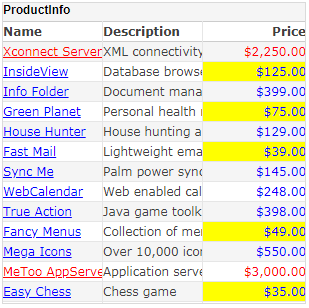 ProductInfo
Name Description Price
Xconnect Server XML connectivity $2,250.00
InsideView Database browse $125.00
Info Folder Document mana $399.00
Green Planet Personal health $75.00
House Hunter House hunting a $129.00
Fast Mail Lightweight ema $39.00
Sync Me Palm power sync $145.00
WebCalendar Web enabled cal $248.00
True Action Java game toolk $398.00
Fancy Menus Collection of me $49.00
Mega Icons Over 10,000 ico $550.00
MeToo AppServe Application serve $3,000.00
Easy Chess Chess game $35.00